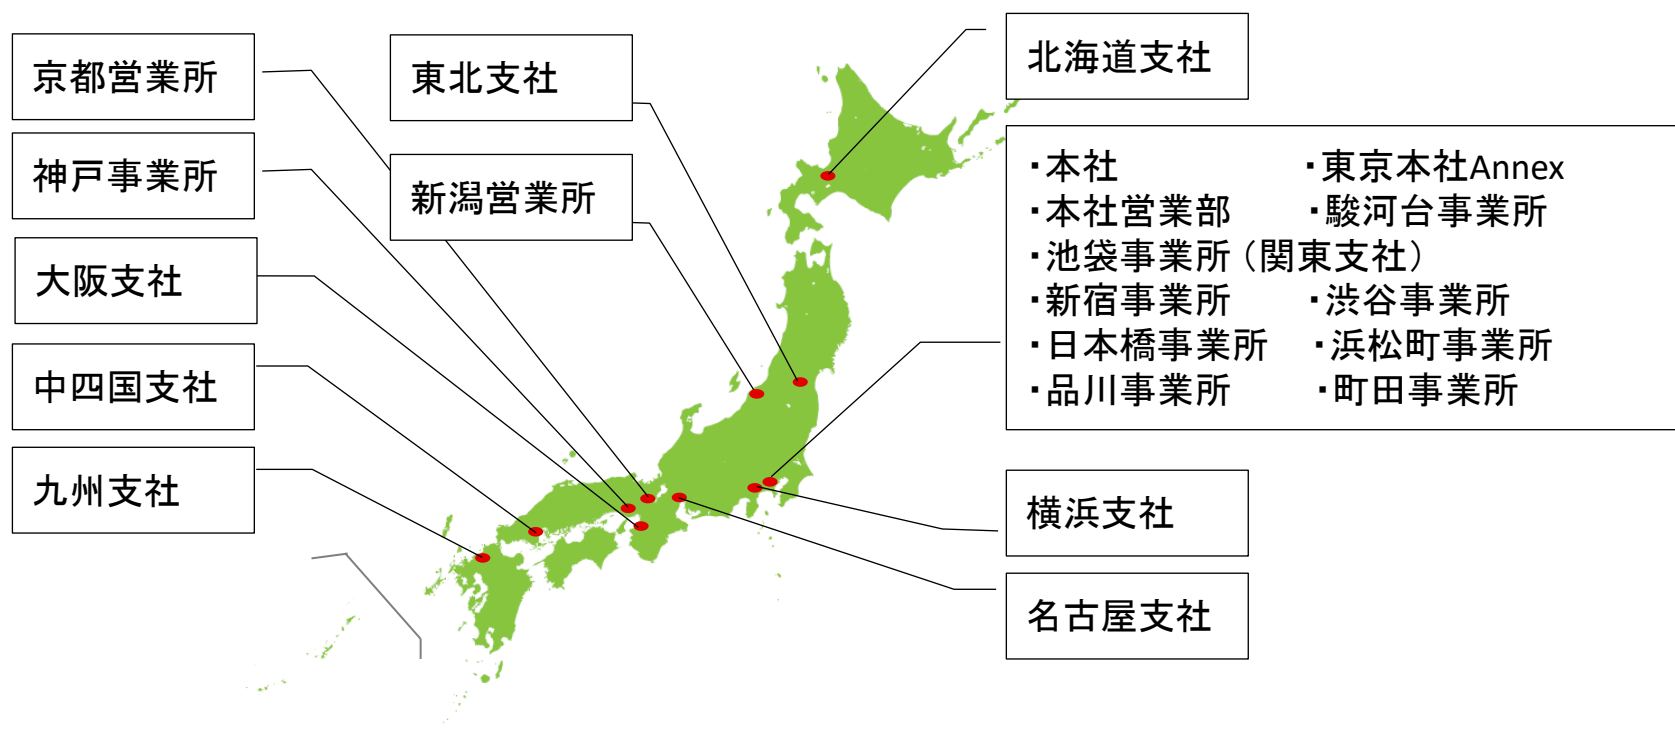 京都営業所
神戸事業所
大阪支社
中四国支社
九州支社
東北支社
新潟営業所
北海道支社
・本社 ・東京本社Annex
・本社営業部 ・駿河台事業所
・池袋事業所（関東支社）
・新宿事業所 ・渋谷事業所
・日本橋事業所 ・浜松町事業所
・品川事業所 ・町田事業所
横浜支社
名古屋支社